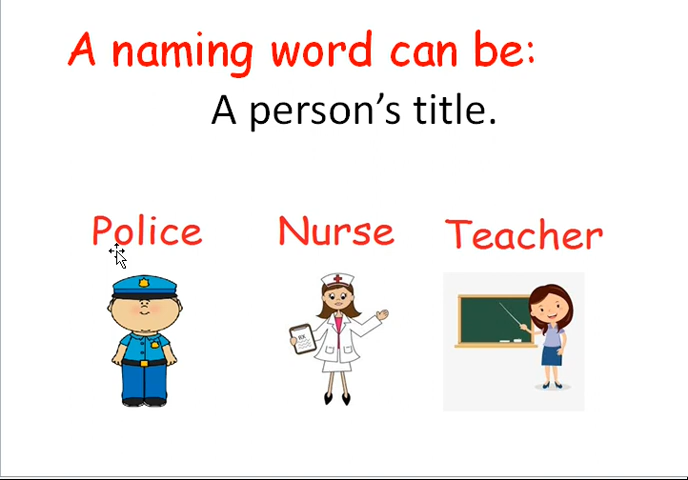 A naming word can be:
A person's title.
Police Nurse Teacher